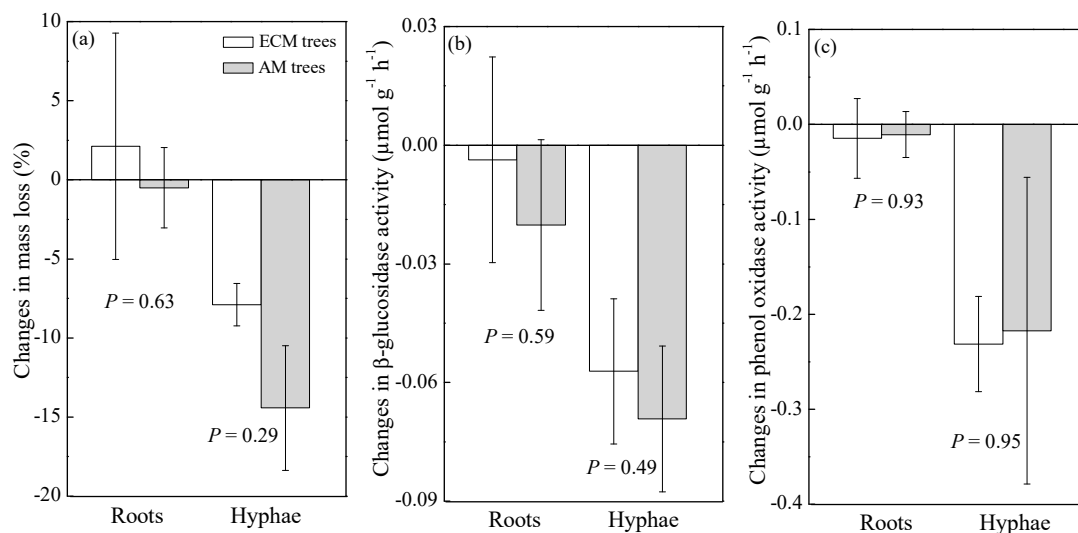 (a)
ECM trees
AM trees
Changes in mass loss (%)
10
5
0
-5
-10
-15
-20
P = 0.63
P = 0.29
Roots
Hyphae
(b)
Changes in β-glucosidase activity (μmol g-1 h-1)
0.03
0.00
-0.03
-0.06
-0.09
P = 0.59
P = 0.49
Roots
Hyphae
(c)
Changes in phenol oxidase activity (μmol g-1 h-1)
0.1
0.0
-0.1
-0.2
-0.3
-0.4
P = 0.93
P = 0.95
Roots
Hyphae